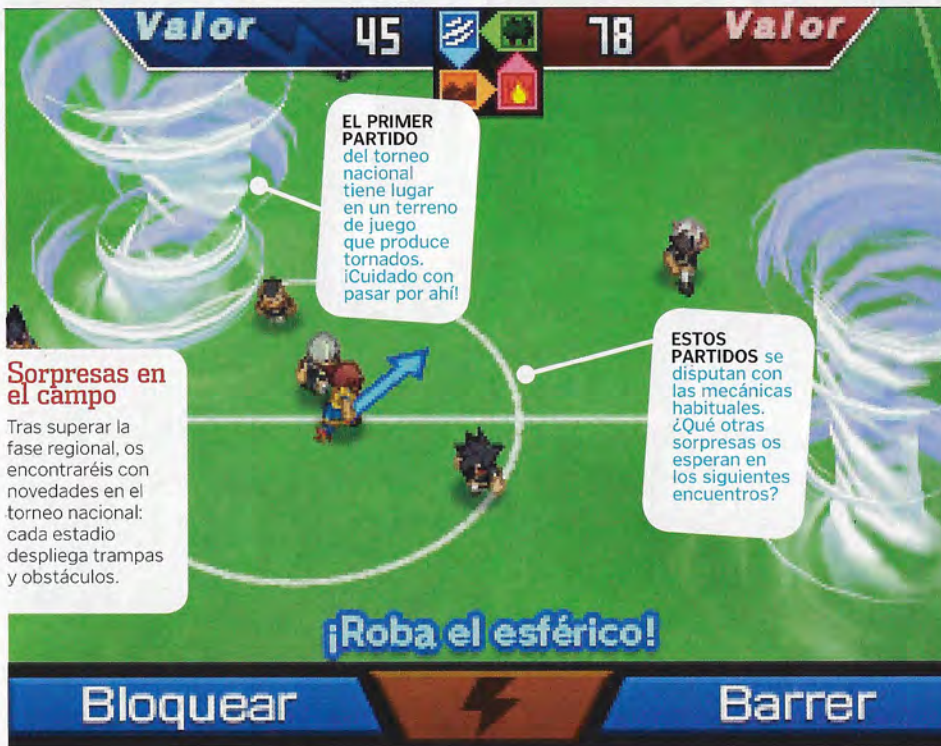 Valor 45 78 Valor
EL PRIMER
PARTIDO
del torneo
nacional
tiene lugar
en un terreno
de juego
que produce
tornados.
¡Cuidado con
pasar por ahí!
ESTOS
PARTIDOS se
disputan con
las mecánicas
habituales.
¿Qué otras
sorpresas os
esperan en
los siguientes
encuentros?
Sorpresas en
el campo
Tras superar la
fase regional, os
encontraréis con
novedades en el
torneo nacional:
cada estadio
despliega trampas
y obstáculos.
¡Roba el esférico!
Bloquear Barrer